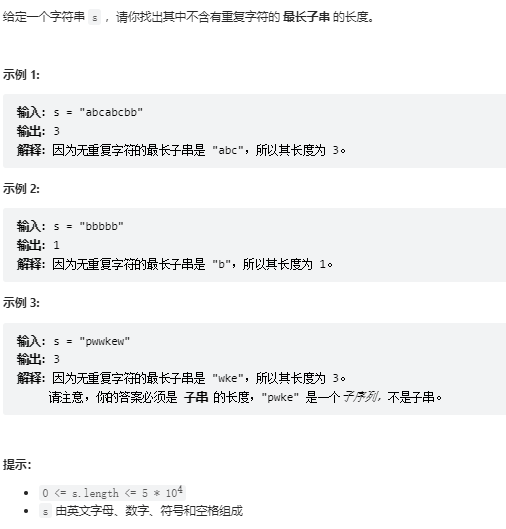 给定一个字符串 s ，请你找出其中不含有重复字符的 最长子串 的长度。
示例 1:
输入: s = "abcabcbb"
输出: 3
解释: 因为无重复字符的最长子串是 "abc"，所以其长度为 3。
示例 2:
输入: s = "bbbbb"
输出: 1
解释: 因为无重复字符的最长子串是 "b"，所以其长度为 1。
示例 3:
输入: s = "pwwkew"
输出: 3
解释: 因为无重复字符的最长子串是 "wke"，所以其长度为 3。
请注意，你的答案必须是 子串 的长度，"pwke" 是一个子序列，不是子串。
提示：
• 0 <= s.length <= 5 * 10⁴
• s 由英文字母、数字、符号和空格组成